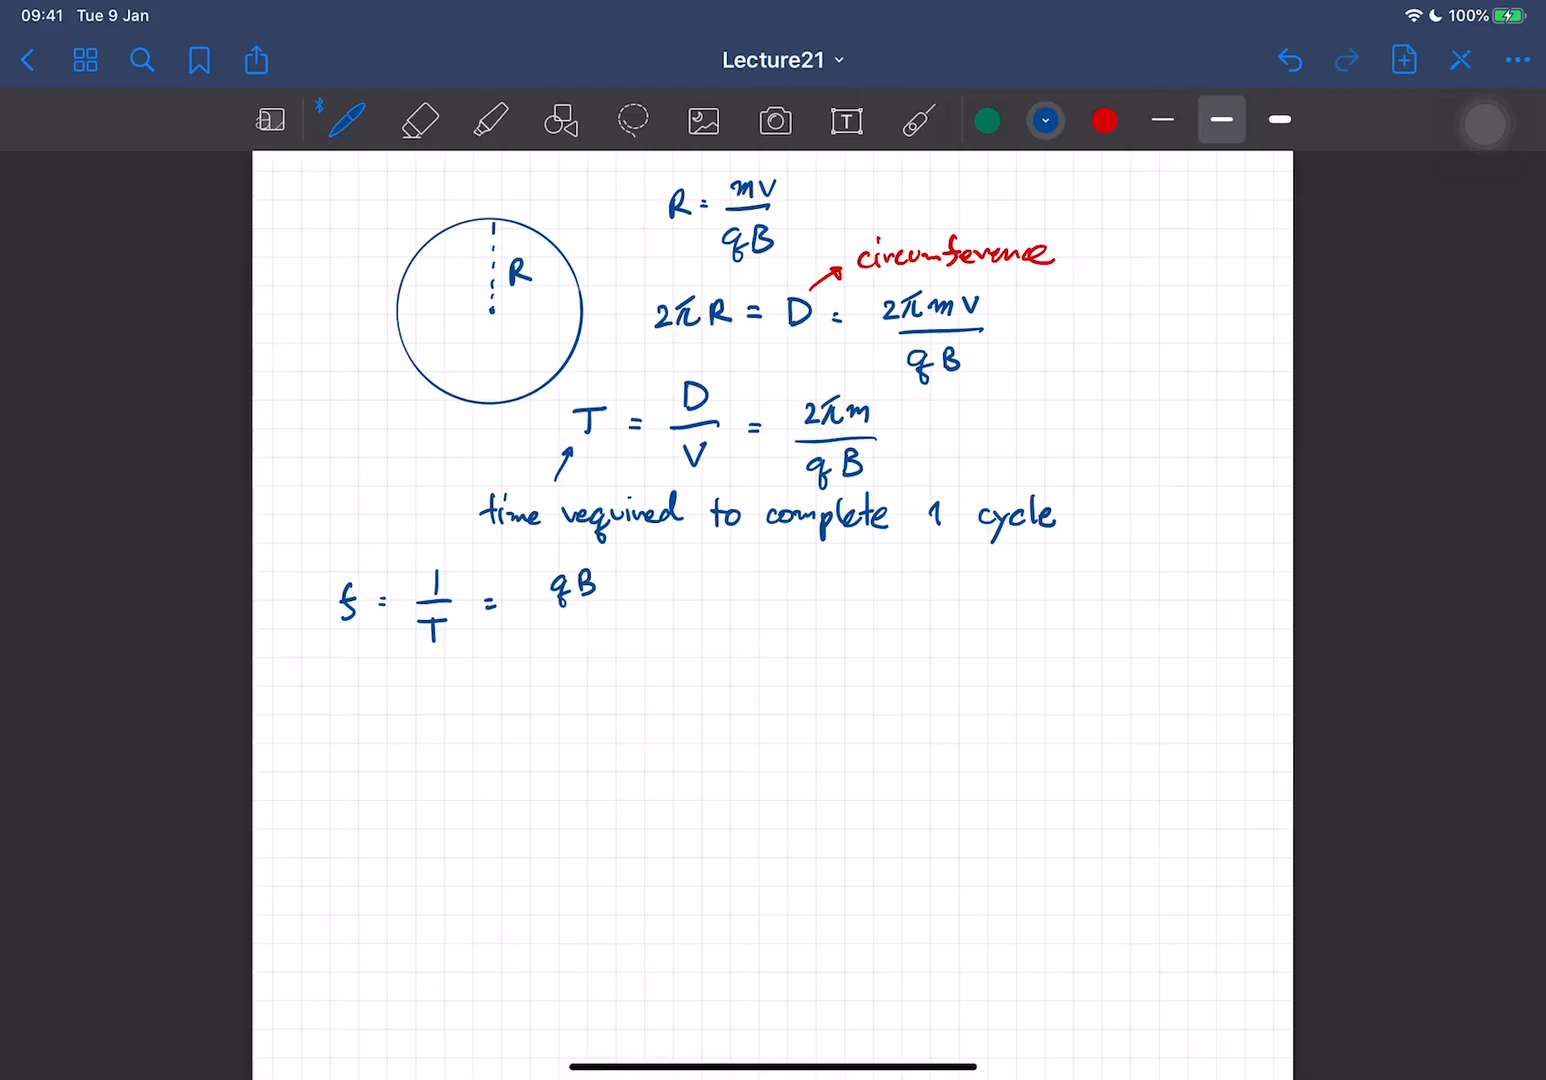 09:41 Tue 9 Jan
100%
Lecture21
R = mv / qB
circumference
R
2πR = D = 2πmv / qB
T = D / V = 2πm / qB
time required to complete 1 cycle
f = 1 / T = qB